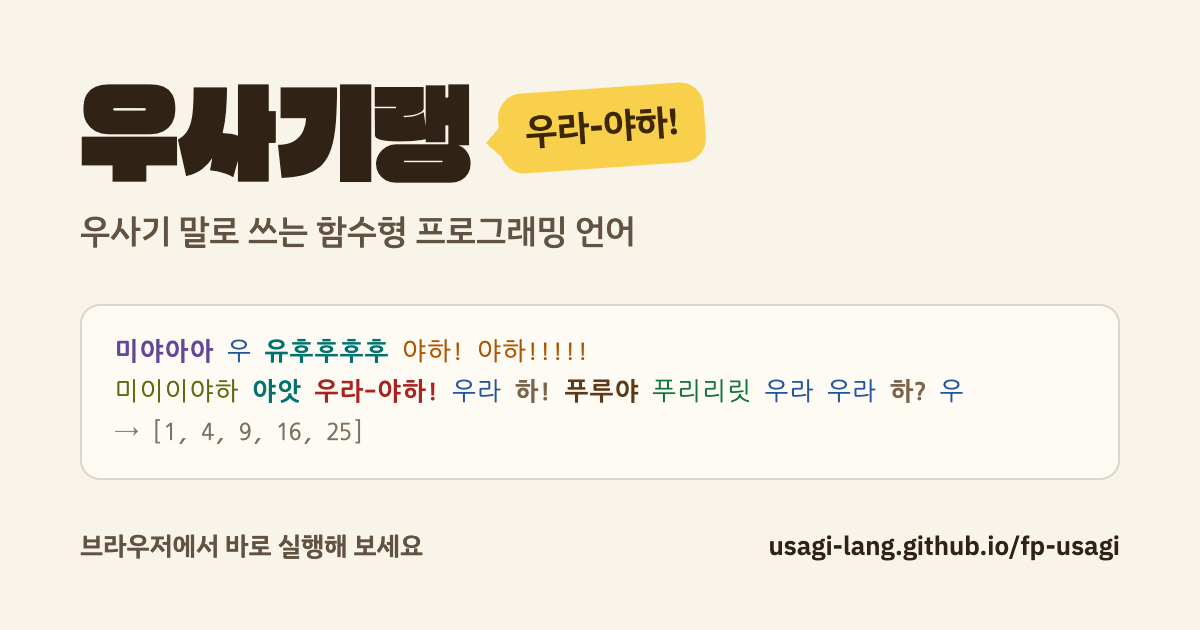 우사기랭
우라-야하!
우사기 말로 쓰는 함수형 프로그래밍 언어
미야아아 우 유후후후후 야하! 야하!!!!!
미이이이야하 야앗 우라-야하! 우라 하! 푸루야 푸리리릿 우라 우라 하? 우
→ [1, 4, 9, 16, 25]
브라우저에서 바로 실행해 보세요
usagi-lang.github.io/fp-usagi